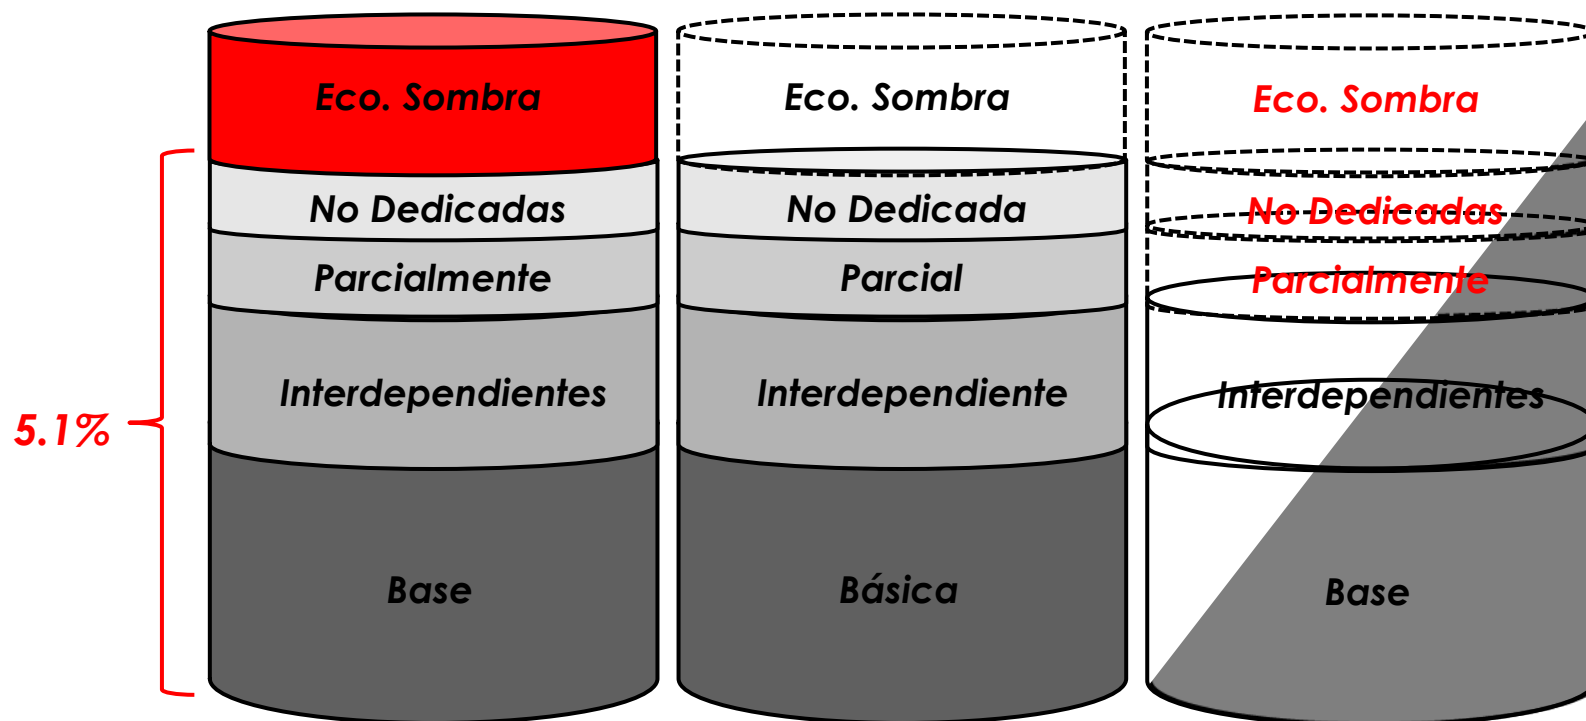 Eco. Sombra
No Dedicadas
Parcialmente
Interdependientes
5.1%
Base
Eco. Sombra
No Dedicada
Parcial
Interdependiente
Básica
Eco. Sombra
No Dedicadas
Parcialmente
Interdependientes
Base